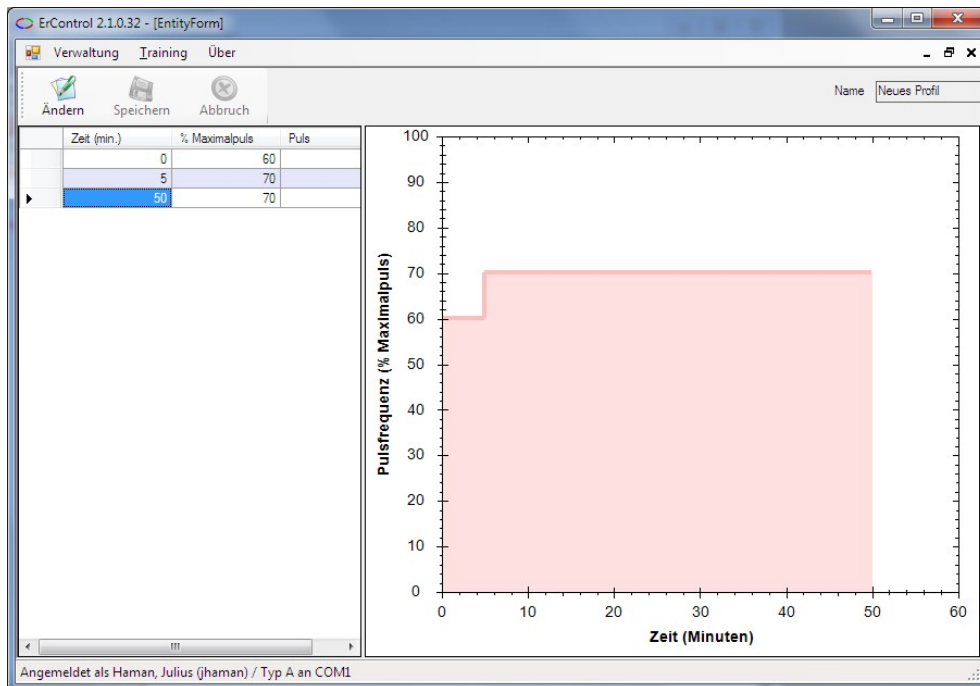 ErControl 2.1.0.32 - [EntityForm]
Verwaltung Training Über
Ändern Speichern Abbruch
Name Neues Profil
Zeit (min.) % Maximalpuls Puls
0 60
5 70
50 70
Pulsfrequenz (% Maximalpuls)
100
90
80
70
60
50
40
30
20
10
0
0 10 20 30 40 50 60
Zeit (Minuten)
Angemeldet als Haman, Julius (jhaman) / Typ A an COM1